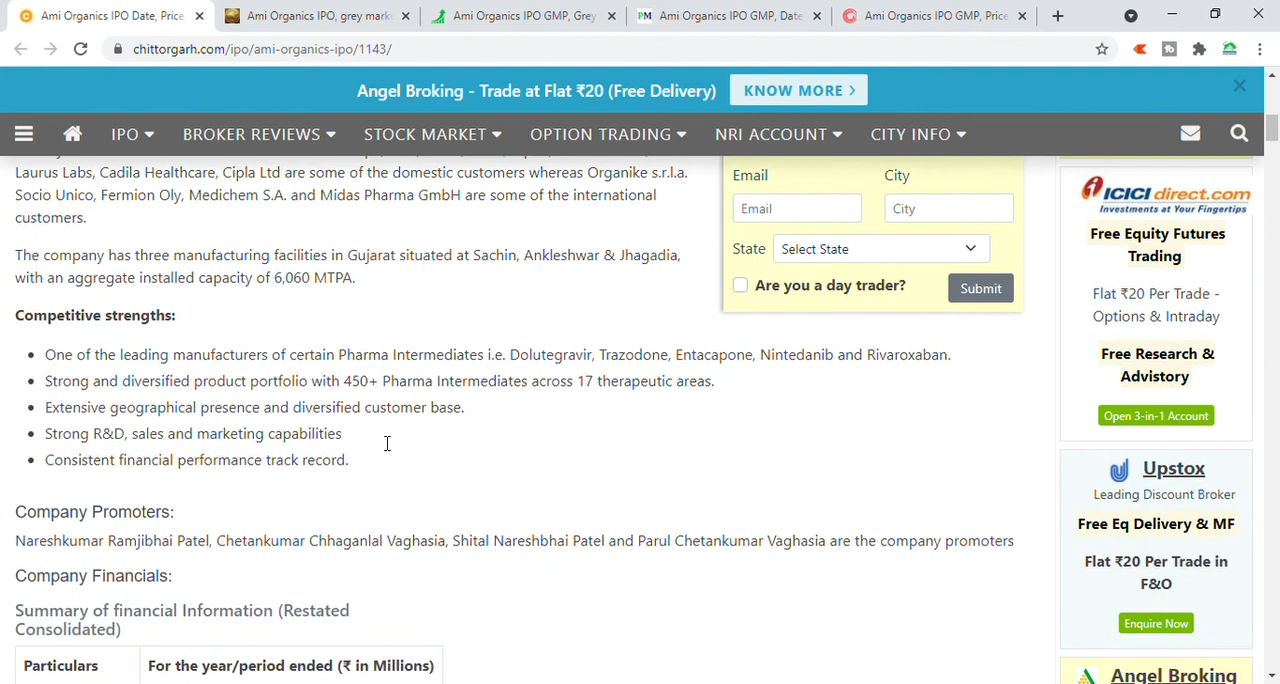 Ami Organics IPO Date, Price
Ami Organics IPO, grey mark
Ami Organics IPO GMP, Grey
PM Ami Organics IPO GMP, Date
Ami Organics IPO GMP, Price
chittorgarh.com/ipo/ami-organics-ipo/1143/
Angel Broking - Trade at Flat ₹20 (Free Delivery)
KNOW MORE >
IPO BROKER REVIEWS STOCK MARKET OPTION TRADING NRI ACCOUNT CITY INFO
Laurus Labs, Cadila Healthcare, Cipla Ltd are some of the domestic customers whereas Organike s.r.l.a.
Socio Unico, Fermion Oly, Medichem S.A. and Midas Pharma GmbH are some of the international
customers.
The company has three manufacturing facilities in Gujarat situated at Sachin, Ankleshwar & Jhagadia,
with an aggregate installed capacity of 6,060 MTPA.
Competitive strengths:
• One of the leading manufacturers of certain Pharma Intermediates i.e. Dolutegravir, Trazodone, Entacapone, Nintedanib and Rivaroxaban.
• Strong and diversified product portfolio with 450+ Pharma Intermediates across 17 therapeutic areas.
• Extensive geographical presence and diversified customer base.
• Strong R&D, sales and marketing capabilities
• Consistent financial performance track record.
Company Promoters:
Nareshkumar Ramjibhai Patel, Chetankumar Chhaganlal Vaghasia, Shital Nareshbhai Patel and Parul Chetankumar Vaghasia are the company promoters
Company Financials:
Summary of financial Information (Restated
Consolidated)
Particulars For the year/period ended (₹ in Millions)
Email City
Email City
State Select State
Are you a day trader? Submit
ICICI direct.com
Investments at Your Fingertips
Free Equity Futures
Trading
Flat ₹20 Per Trade -
Options & Intraday
Free Research &
Advistory
Open 3-in-1 Account
Upstox
Leading Discount Broker
Free Eq Delivery & MF
Flat ₹20 Per Trade in
F&O
Enquire Now
Angel Broking